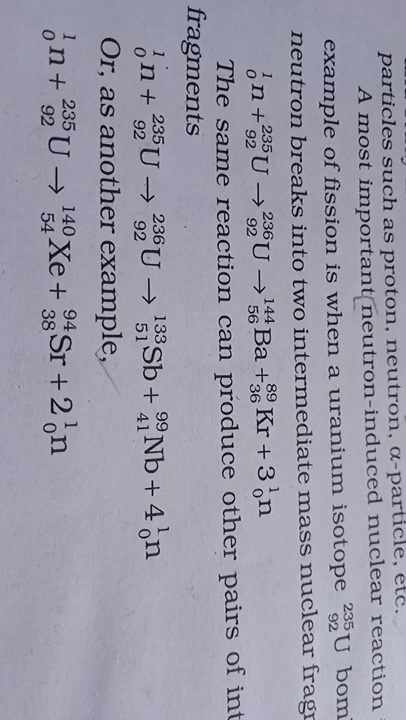 particles such as proton, neutron, α-particle, etc.
A most important neutron-induced nuclear reaction
example of fission is when a uranium isotope ²³⁵₉₂U
neutron breaks into two intermediate mass nuclear
¹₀n + ²³⁵₉₂U → ²³⁶₉₂U → ¹⁴⁴₅₆Ba + ⁸⁹₃₆Kr + 3 ¹₀n
The same reaction can produce other pairs of
fragments
¹₀n + ²³⁵₉₂U → ²³⁶₉₂U → ¹³³₅₁Sb + ⁹⁹₄₁Nb + 4 ¹₀n
Or, as another example,
¹₀n + ²³⁵₉₂U → ¹⁴⁰₅₄Xe + ⁹⁴₃₈Sr + 2 ¹₀n